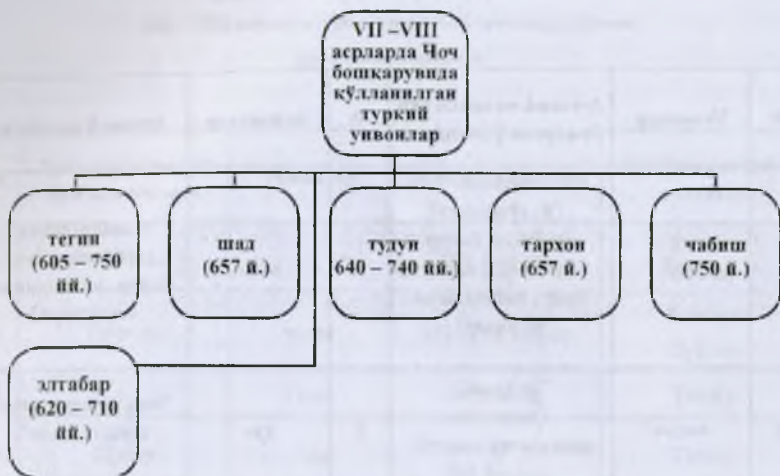 VII –VIII
асрларда Чоч
бошқарувида
қўлланилган
туркий
унвонлар
тегин
(605 – 750
йй.)
шад
(657 й.)
тудун
640 – 740 йй.)
тархон
(657 й.)
чабиш
(750 й.)
элтабар
(620 – 710
йй.)